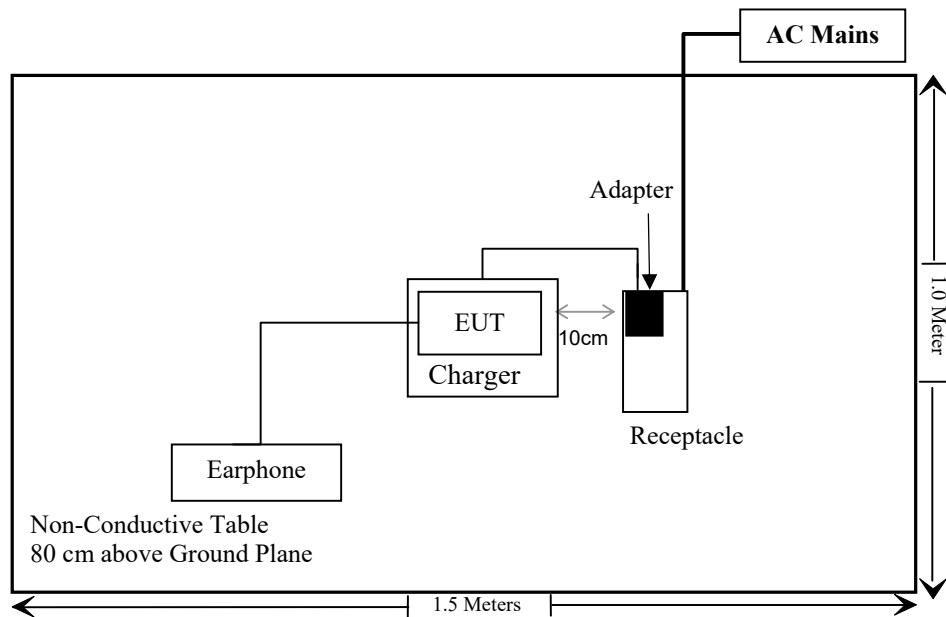 AC Mains
Adapter
EUT
10cm
Charger
1.0 Meter
Receptacle
Earphone
Non-Conductive Table
80 cm above Ground Plane
1.5 Meters